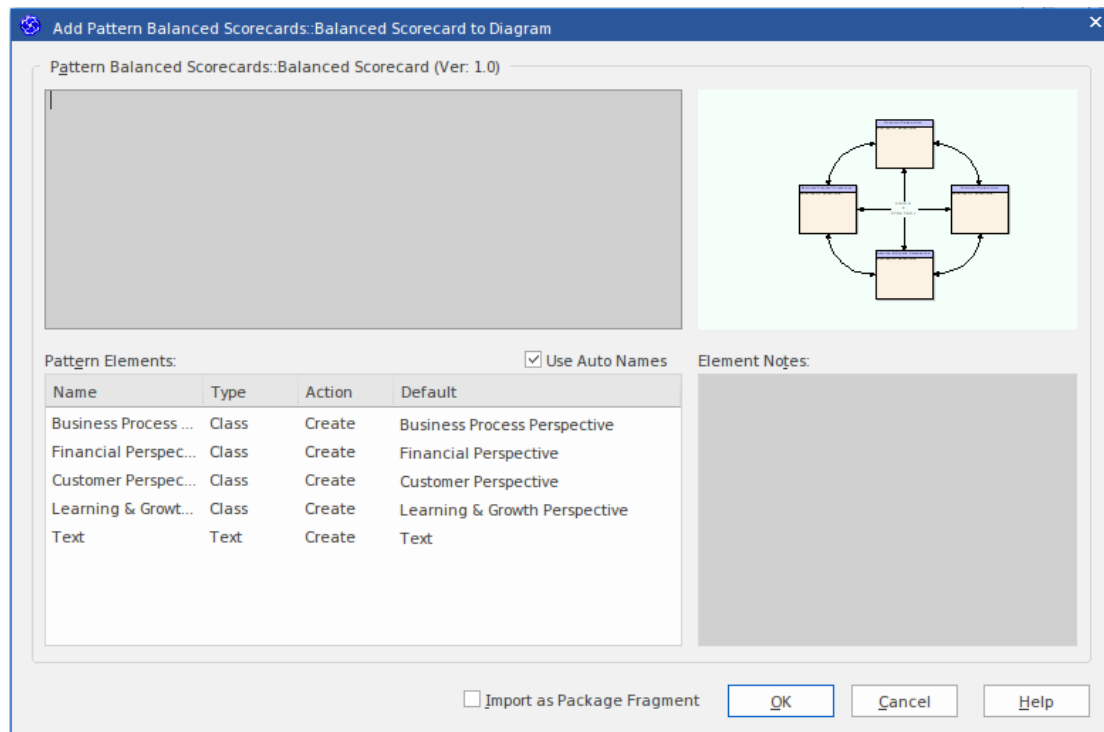 Add Pattern Balanced Scorecards::Balanced Scorecard to Diagram
Pattern Balanced Scorecards::Balanced Scorecard (Ver: 1.0)
Pattern Elements:
Use Auto Names
Element Notes:
Name Type Action Default
Business Process ... Class Create Business Process Perspective
Financial Perspec... Class Create Financial Perspective
Customer Perspec... Class Create Customer Perspective
Learning & Growt... Class Create Learning & Growth Perspective
Text Text Create Text
Import as Package Fragment
OK
Cancel
Help